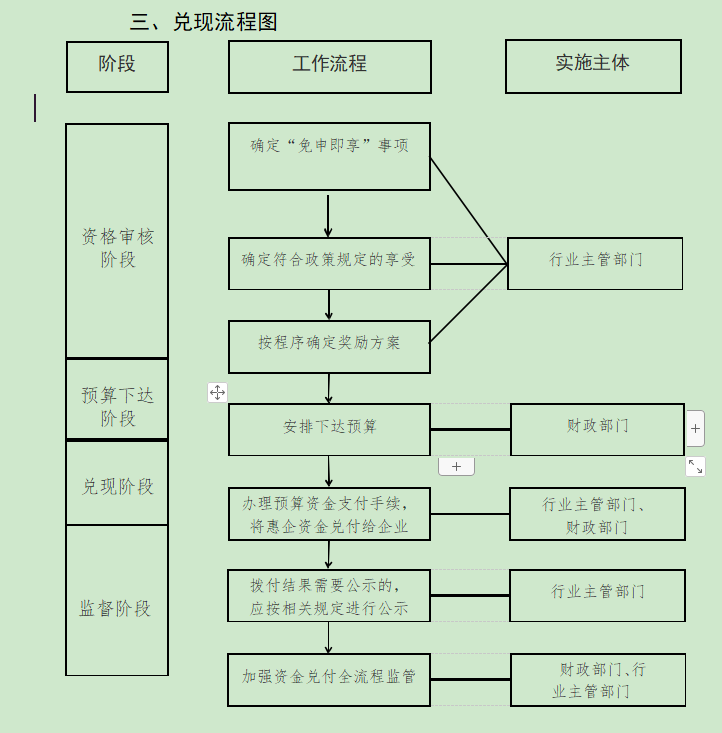 三、兑现流程图
阶段
工作流程
实施主体
资格审核
阶段
确定“免申即享”事项
确定符合政策规定的享受
行业主管部门
按程序确定奖励方案
预算下达
阶段
安排下达预算
财政部门
兑现阶段
办理预算资金支付手续,
将惠企资金兑付给企业
行业主管部门、
财政部门
监督阶段
拨付结果需要公示的,
应按相关规定进行公示
行业主管部门
加强资金兑付全流程监管
财政部门、行
业主管部门